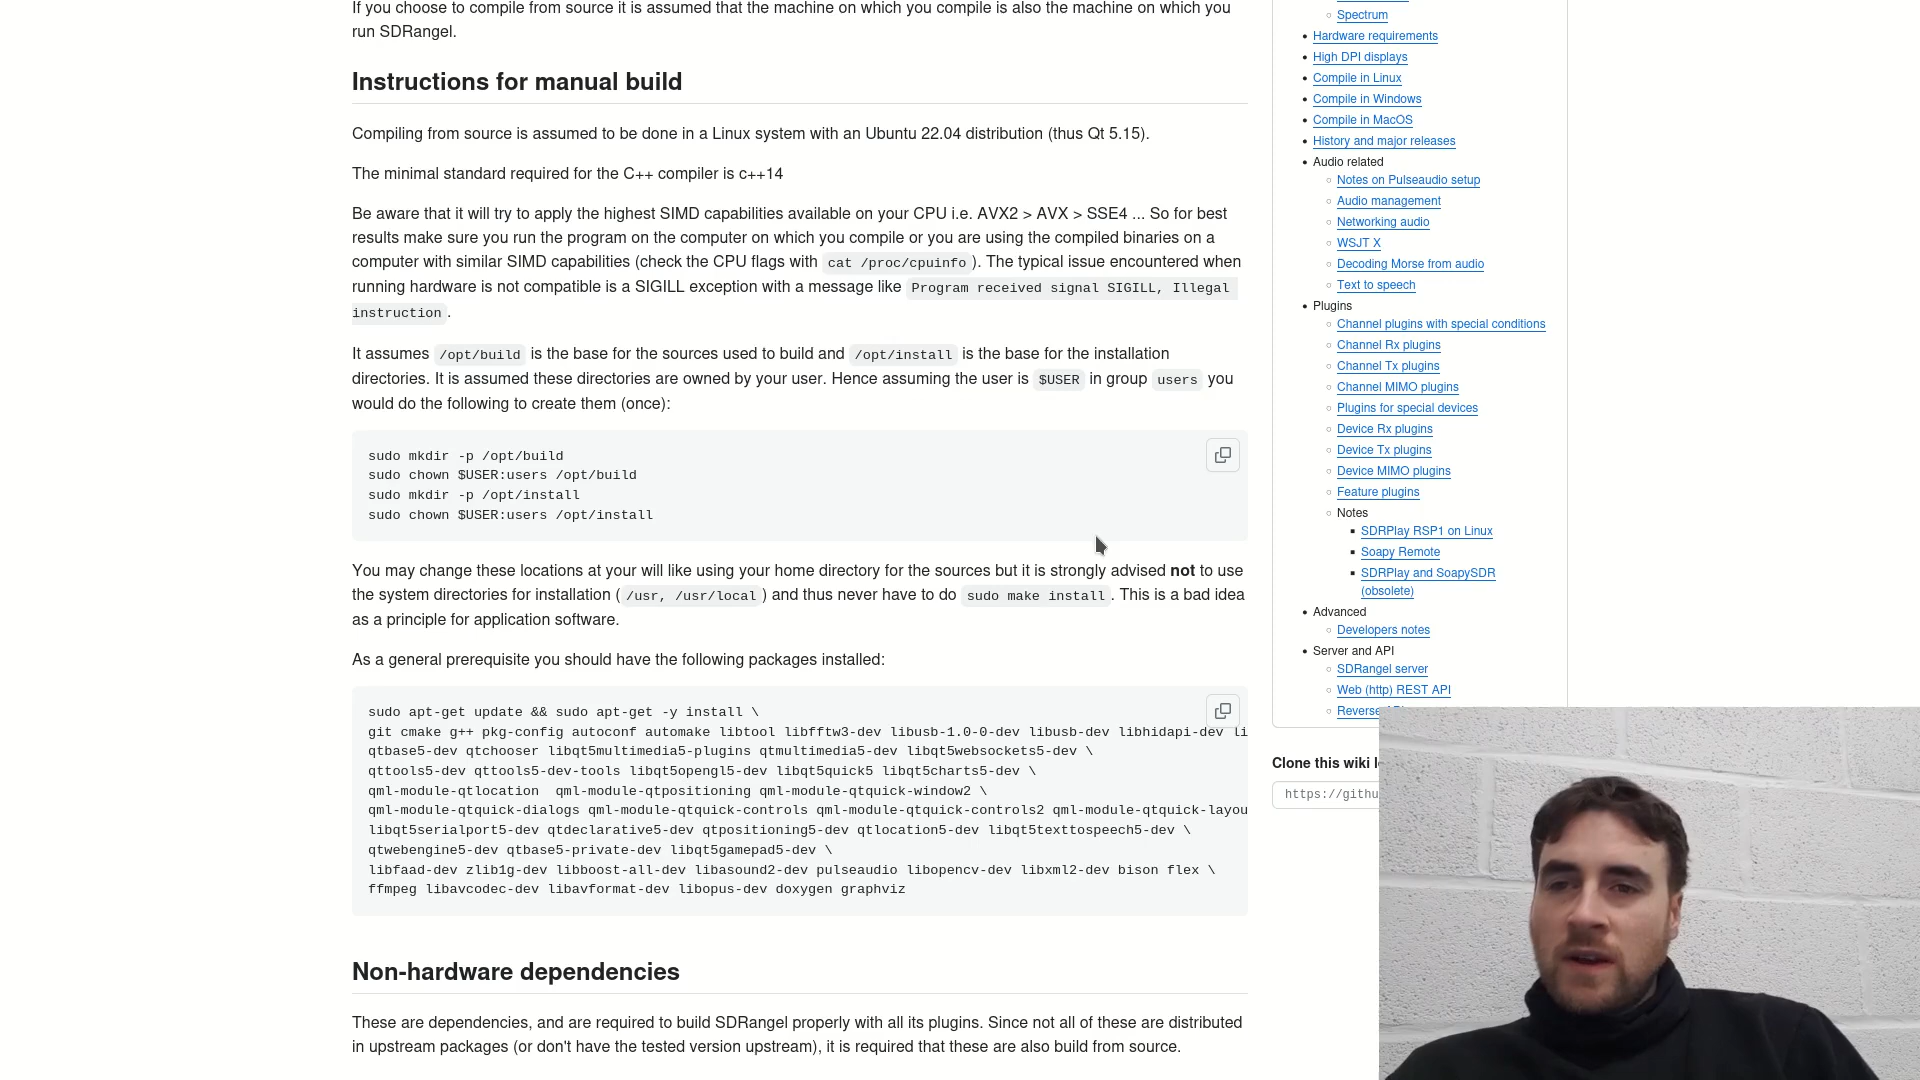 If you choose to compile from source it is assumed that the machine on which you compile is also the machine on which you
run SDRangel.
Instructions for manual build
Compiling from source is assumed to be done in a Linux system with an Ubuntu 22.04 distribution (thus Qt 5.15).
The minimal standard required for the C++ compiler is c++14
Be aware that it will try to apply the highest SIMD capabilities available on your CPU i.e. AVX2 > AVX > SSE4 ... So for best
results make sure you run the program on the computer on which you compile or you are using the compiled binaries on a
computer with similar SIMD capabilities (check the CPU flags with cat /proc/cpuinfo ). The typical issue encountered when
running hardware is not compatible is a SIGILL exception with a message like Program received signal SIGILL, Illegal
instruction .
It assumes /opt/build is the base for the sources used to build and /opt/install is the base for the installation
directories. It is assumed these directories are owned by your user. Hence assuming the user is $USER in group users you
would do the following to create them (once):
sudo mkdir -p /opt/build
sudo chown $USER:users /opt/build
sudo mkdir -p /opt/install
sudo chown $USER:users /opt/install
You may change these locations at your will like using your home directory for the sources but it is strongly advised not to use
the system directories for installation ( /usr, /usr/local ) and thus never have to do sudo make install . This is a bad idea
as a principle for application software.
As a general prerequisite you should have the following packages installed:
sudo apt-get update && sudo apt-get -y install \
git cmake g++ pkg-config autoconf automake libtool libfftw3-dev libusb-1.0-0-dev libusb-dev libhidapi-dev li
qtbase5-dev qtchooser libqt5multimedia5-plugins qtmultimedia5-dev libqt5websockets5-dev \
qttools5-dev qttools5-dev-tools libqt5opengl5-dev libqt5quick5 libqt5charts5-dev \
qml-module-qtlocation  qml-module-qtpositioning qml-module-qtquick-window2 \
qml-module-qtquick-dialogs qml-module-qtquick-controls qml-module-qtquick-controls2 qml-module-qtquick-layou
libqt5serialport5-dev qtdeclarative5-dev qtpositioning5-dev qtlocation5-dev libqt5texttospeech5-dev \
qtwebengine5-dev qtbase5-private-dev libqt5gamepad5-dev \
libfaad-dev zlib1g-dev libboost-all-dev libasound2-dev pulseaudio libopencv-dev libxml2-dev bison flex \
ffmpeg libavcodec-dev libavformat-dev libopus-dev doxygen graphviz
Non-hardware dependencies
These are dependencies, and are required to build SDRangel properly with all its plugins. Since not all of these are distributed
in upstream packages (or don't have the tested version upstream), it is required that these are also build from source.
Spectrum
Hardware requirements
High DPI displays
Compile in Linux
Compile in Windows
Compile in MacOS
History and major releases
Audio related
Notes on Pulseaudio setup
Audio management
Networking audio
WSJT X
Decoding Morse from audio
Text to speech
Plugins
Channel plugins with special conditions
Channel Rx plugins
Channel Tx plugins
Channel MIMO plugins
Plugins for special devices
Device Rx plugins
Device Tx plugins
Device MIMO plugins
Feature plugins
Notes
SDRPlay RSP1 on Linux
Soapy Remote
SDRPlay and SoapySDR
(obsolete)
Advanced
Developers notes
Server and API
SDRangel server
Web (http) REST API
Reverse
Clone this wiki l
https://githu